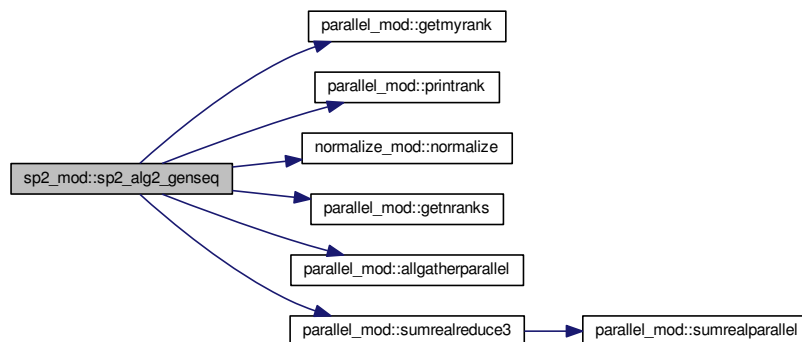 parallel_mod::getmyrank
parallel_mod::printrank
normalize_mod::normalize
sp2_mod::sp2_alg2_genseq
parallel_mod::getnranks
parallel_mod::allgatherparallel
parallel_mod::sumrealreduce3
parallel_mod::sumrealparallel